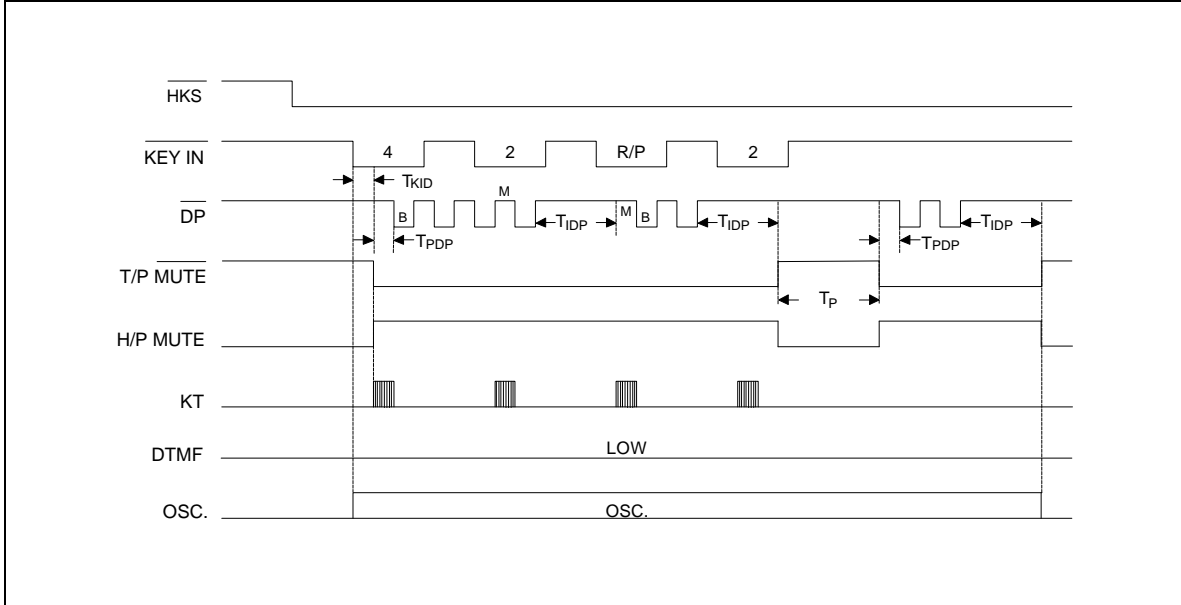 HKS
KEY IN 4 2 R/P 2
TKID
M
DP B TIDP M B TIDP TIDP
TPDP TPDP
T/P MUTE
TP
H/P MUTE
KT
DTMF LOW
OSC. OSC.